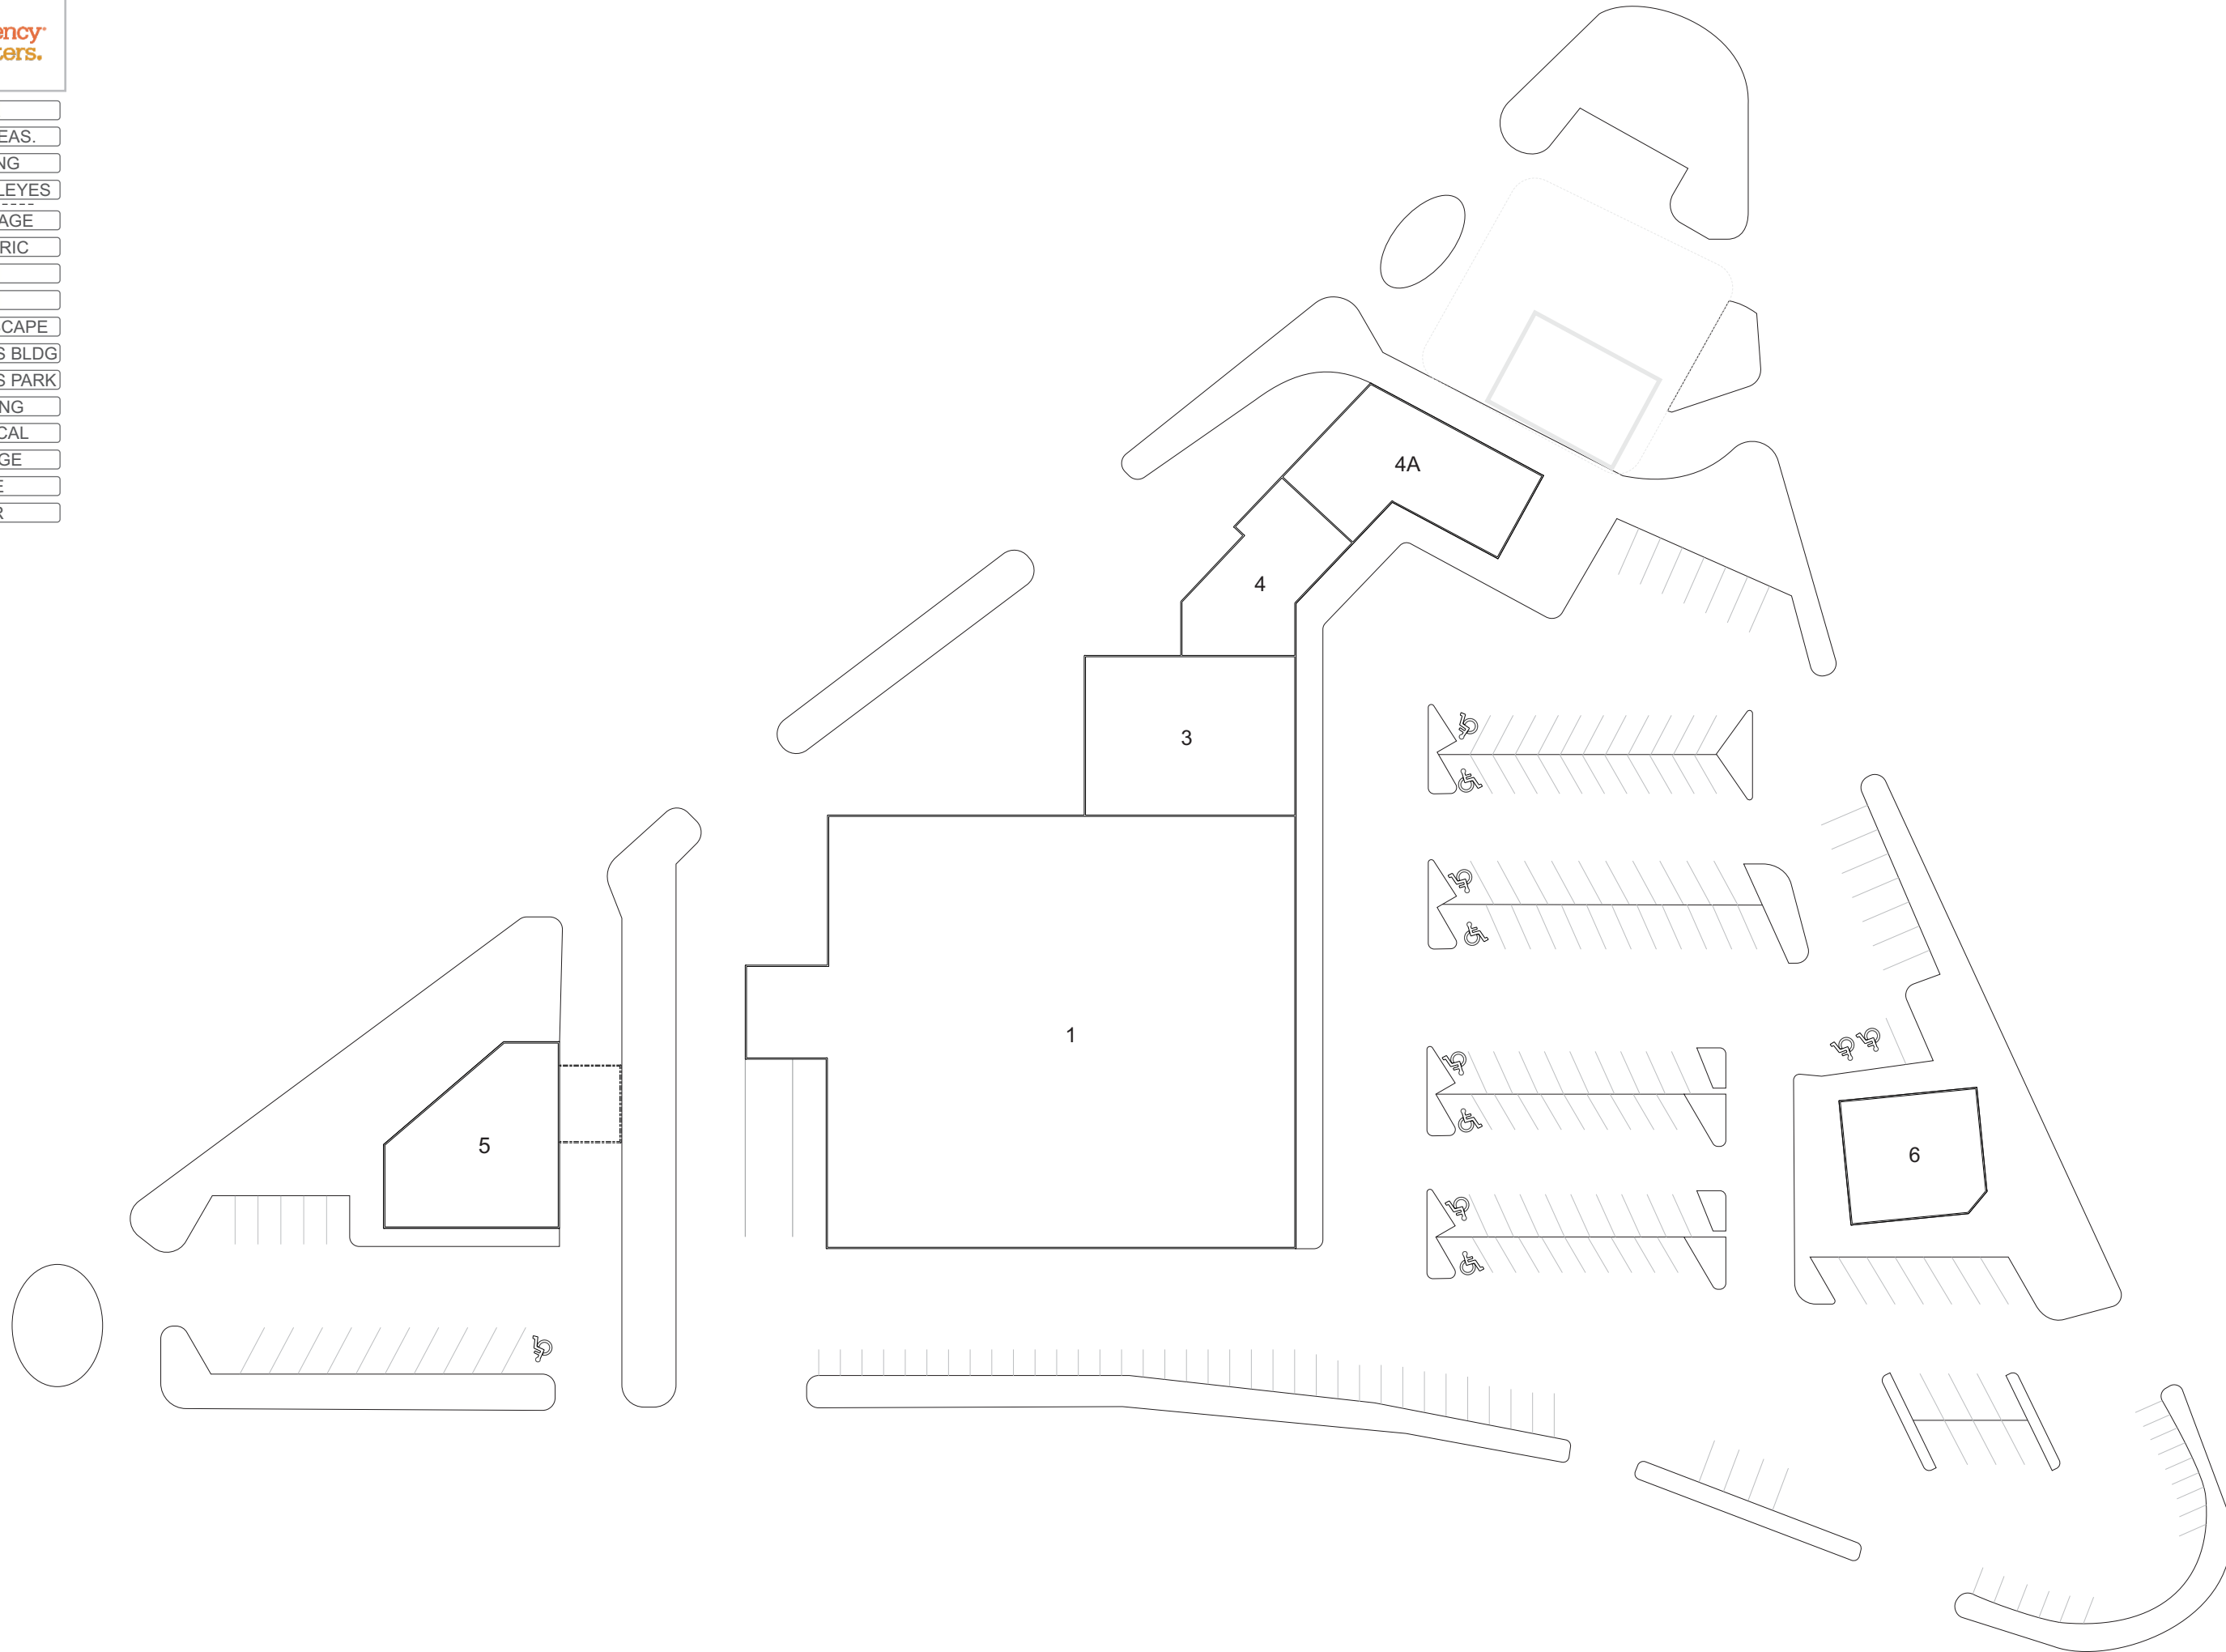 ency
ters.
EAS.
NG
LEYES
AGE
RIC
CAPE
S BLDG
S PARK
NG
CAL
GE
E
R
4A
4
3
1
5
6